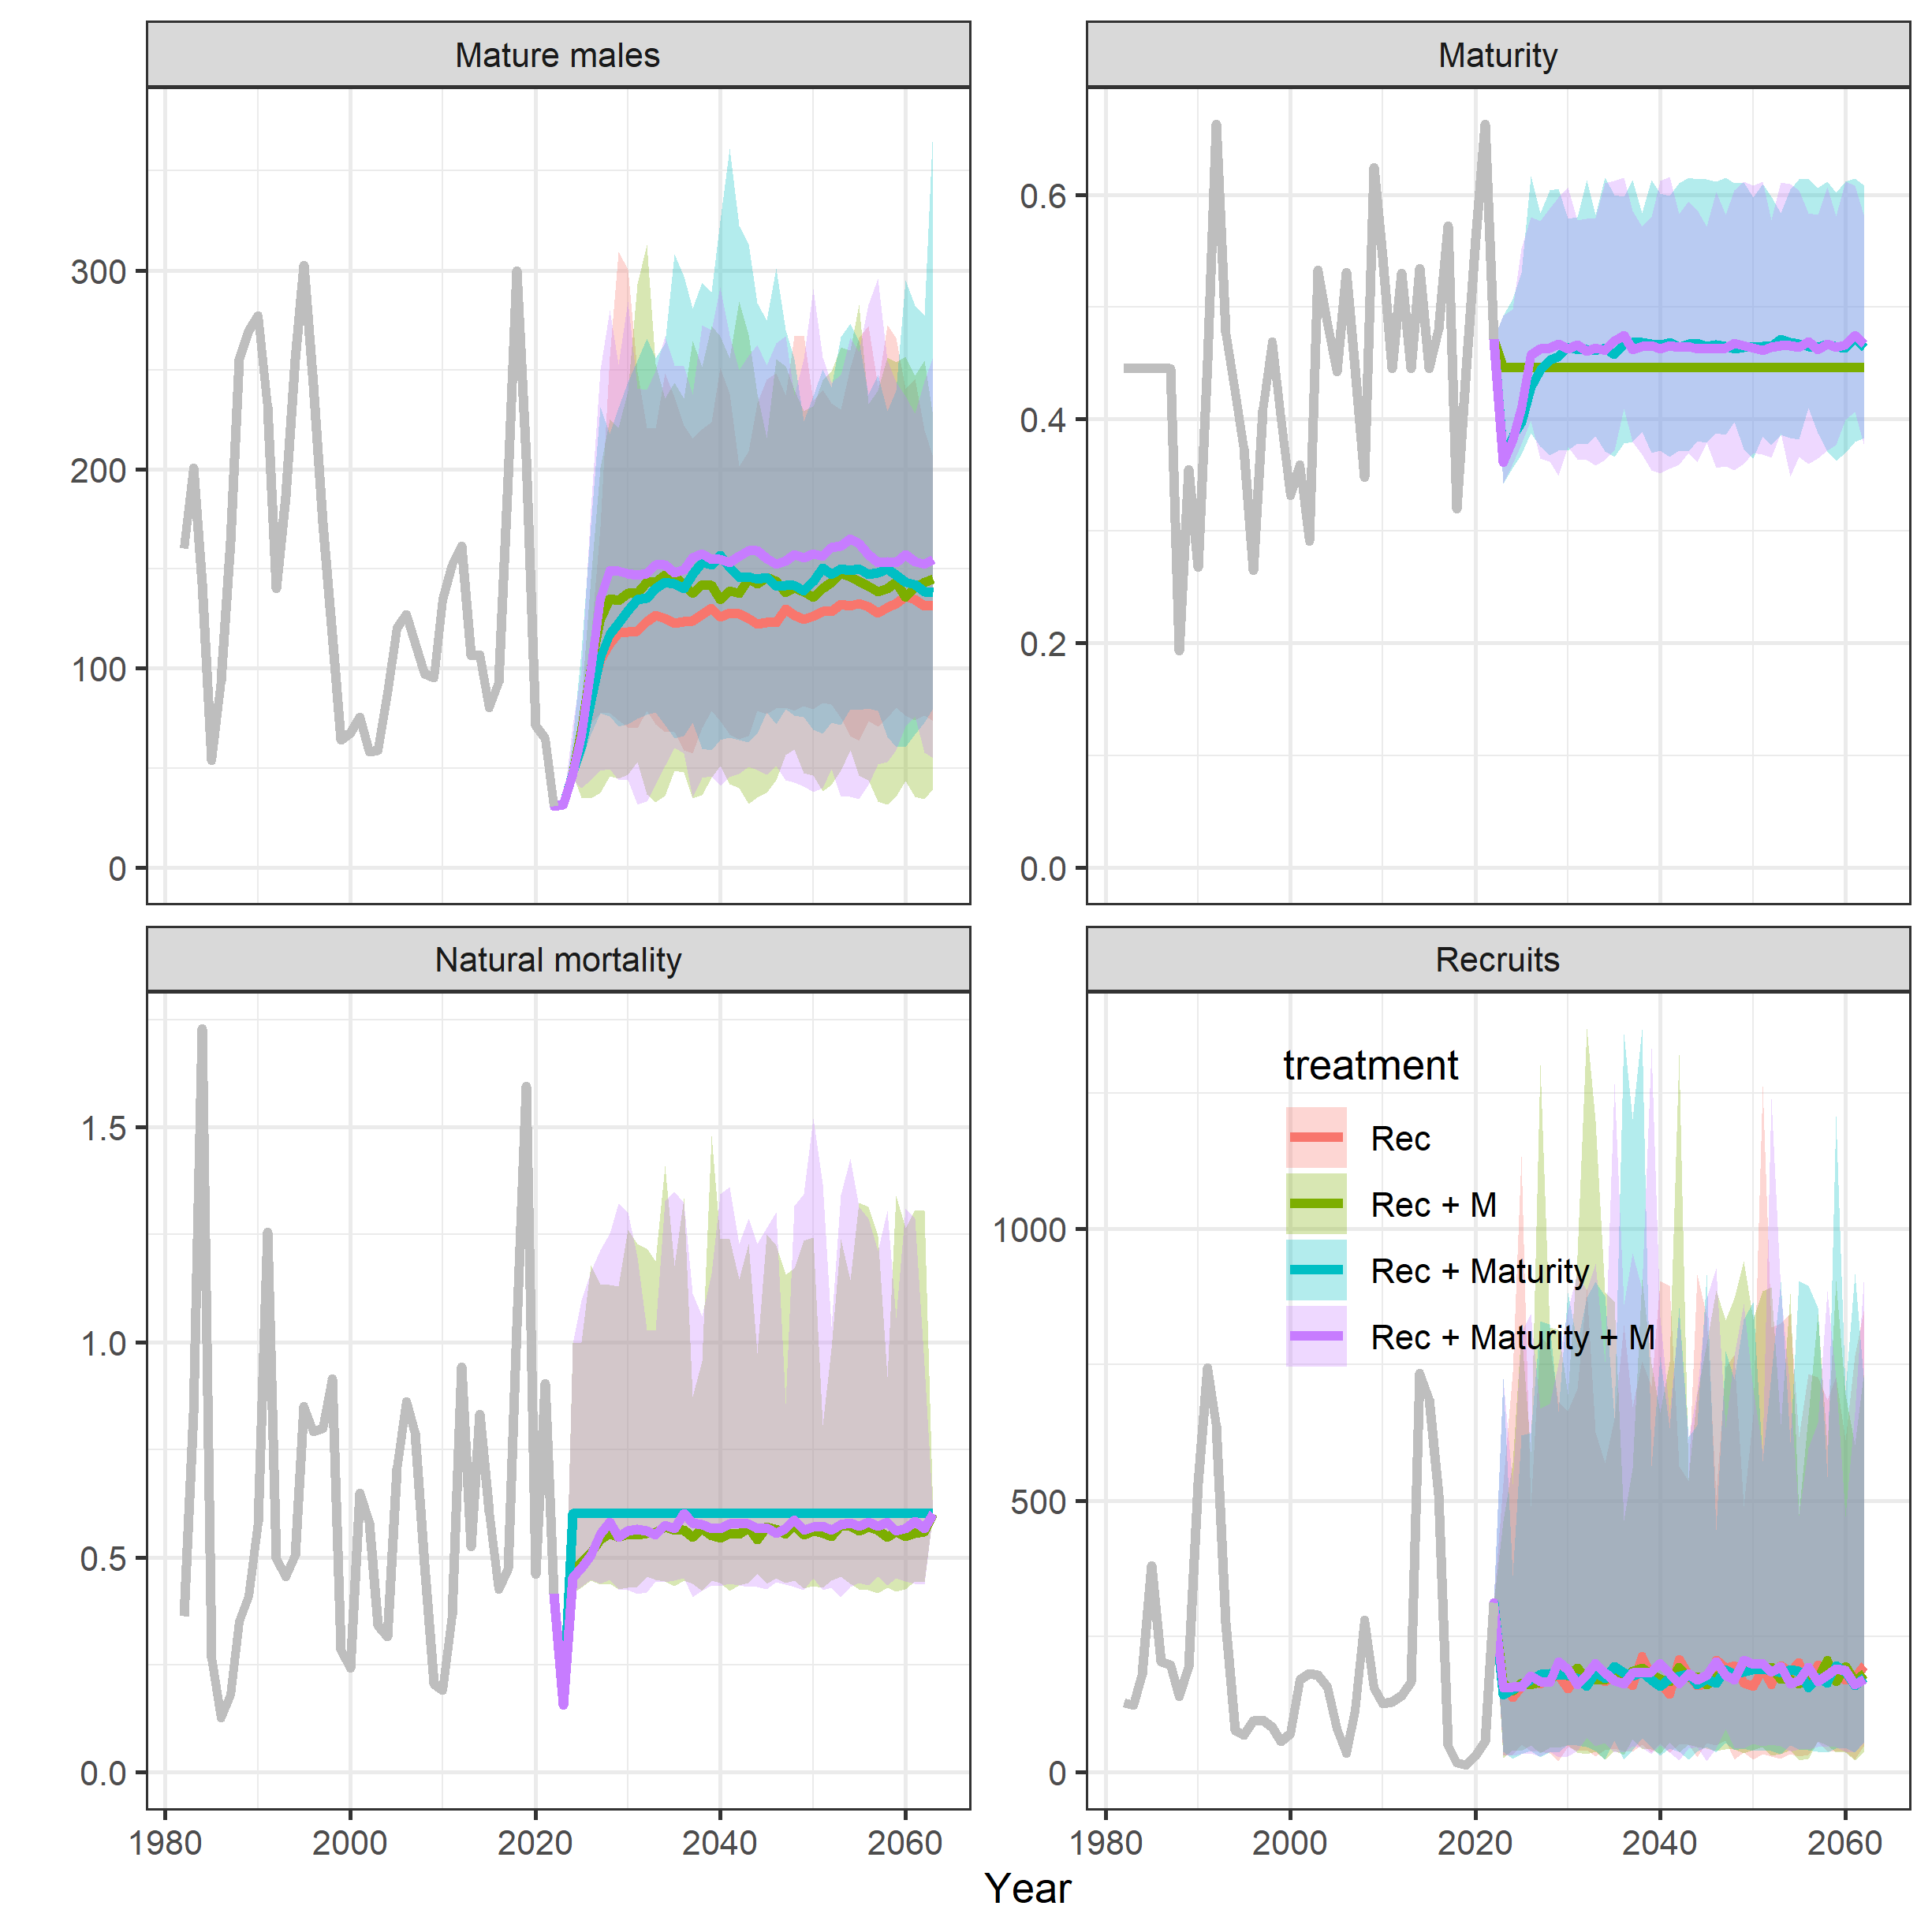 Mature males
Maturity
300
200
100
0
0.6
0.4
0.2
0.0
Natural mortality
Recruits
1.5
1.0
0.5
0.0
1000
500
0
treatment
Rec
Rec + M
Rec + Maturity
Rec + Maturity + M
1980 2000 2020 2040 2060
1980 2000 2020 2040 2060
Year